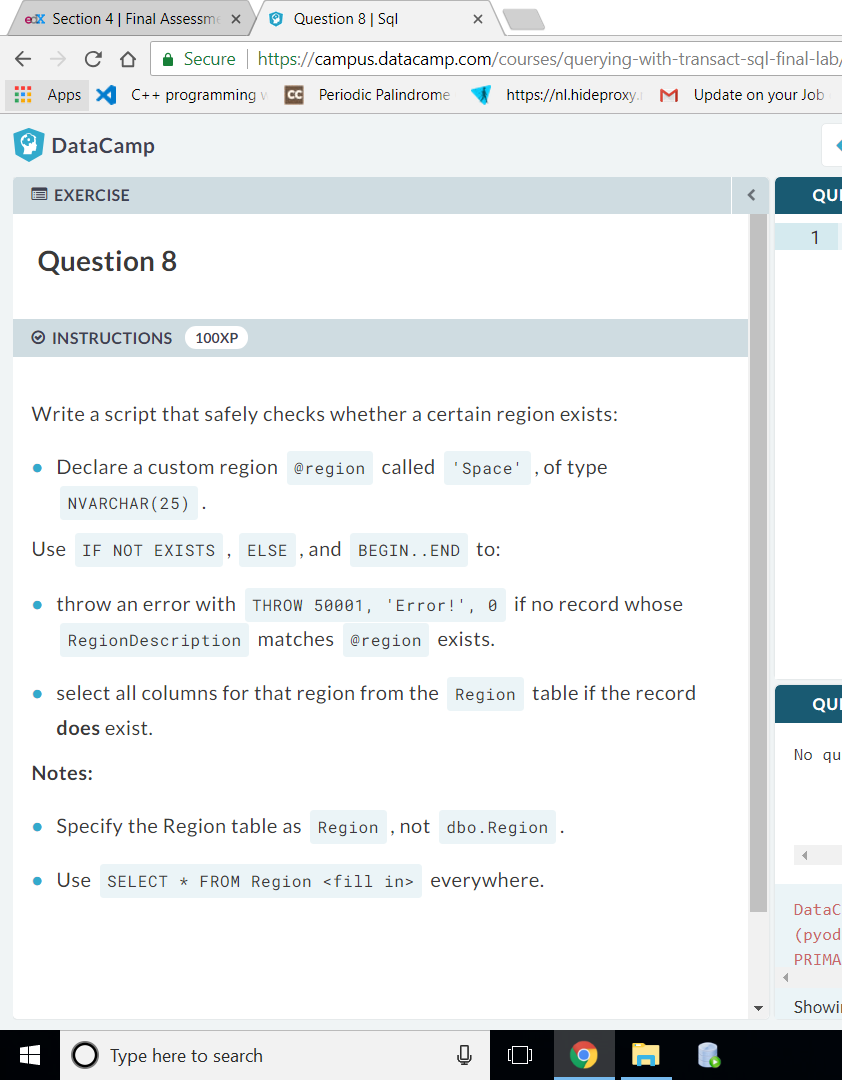 edX Section 4 | Final Assessme
Question 8 | Sql
Secure https://campus.datacamp.com/courses/querying-with-transact-sql-final-lab/
Apps C++ programming w CC Periodic Palindrome https://nl.hideproxy. Update on your Job
DataCamp
EXERCISE
QUE
Question 8
1
INSTRUCTIONS 100XP
Write a script that safely checks whether a certain region exists:
Declare a custom region @region called 'Space' , of type
NVARCHAR(25) .
Use IF NOT EXISTS , ELSE , and BEGIN..END to:
throw an error with THROW 50001, 'Error!', 0 if no record whose
RegionDescription matches @region exists.
select all columns for that region from the Region table if the record
does exist.
QUE
No qu
Notes:
Specify the Region table as Region , not dbo.Region .
Use SELECT * FROM Region <fill in> everywhere.
DataC
(pyod
PRIMA
Showin
Type here to search